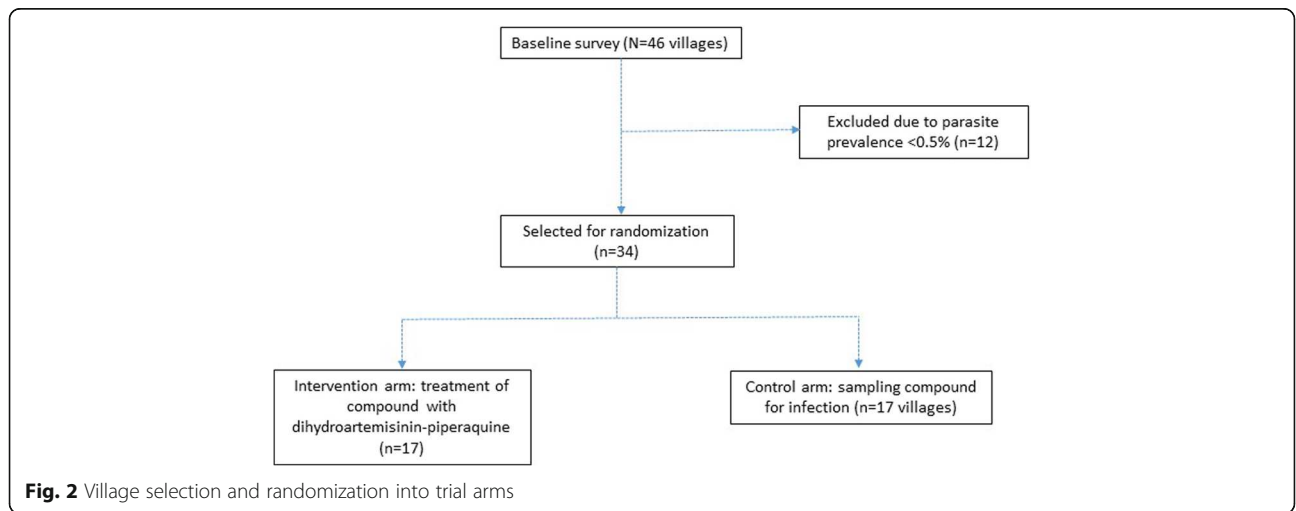 Baseline survey (N=46 villages)
Excluded due to parasite
prevalence <0.5% (n=12)
Selected for randomization
(n=34)
Intervention arm: treatment of
compound with
dihydroartemisinin-piperaquine
(n=17)
Control arm: sampling compound
for infection (n=17 villages)
Fig. 2 Village selection and randomization into trial arms